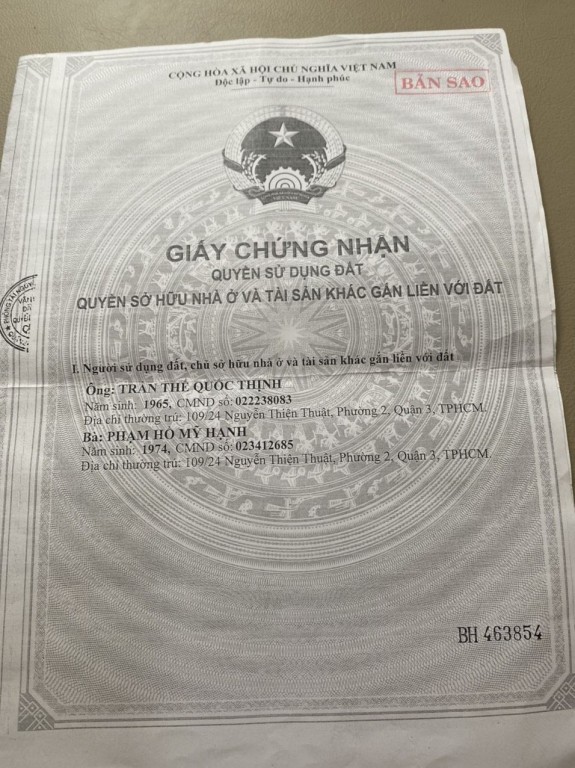 CỘNG HÒA XÃ HỘI CHỦ NGHĨA VIỆT NAM
Độc lập - Tự do - Hạnh phúc
BẢN SAO
GIẤY CHỨNG NHẬN
QUYỀN SỬ DỤNG ĐẤT
QUYỀN SỞ HỮU NHÀ Ở VÀ TÀI SẢN KHÁC GẮN LIỀN VỚI ĐẤT
I. Người sử dụng đất, chủ sở hữu nhà ở và tài sản khác gắn liền với đất
Ông: TRẦN THẾ QUỐC THỊNH
Năm sinh: 1965, CMND số: 022238083
Địa chỉ thường trú: 109/24 Nguyễn Thiện Thuật, Phường 2, Quận 3, TPHCM.
Bà: PHẠM HỒ MỸ HẠNH
Năm sinh: 1974, CMND số: 023412685
Địa chỉ thường trú: 109/24 Nguyễn Thiện Thuật, Phường 2, Quận 3, TPHCM.
BH 463854